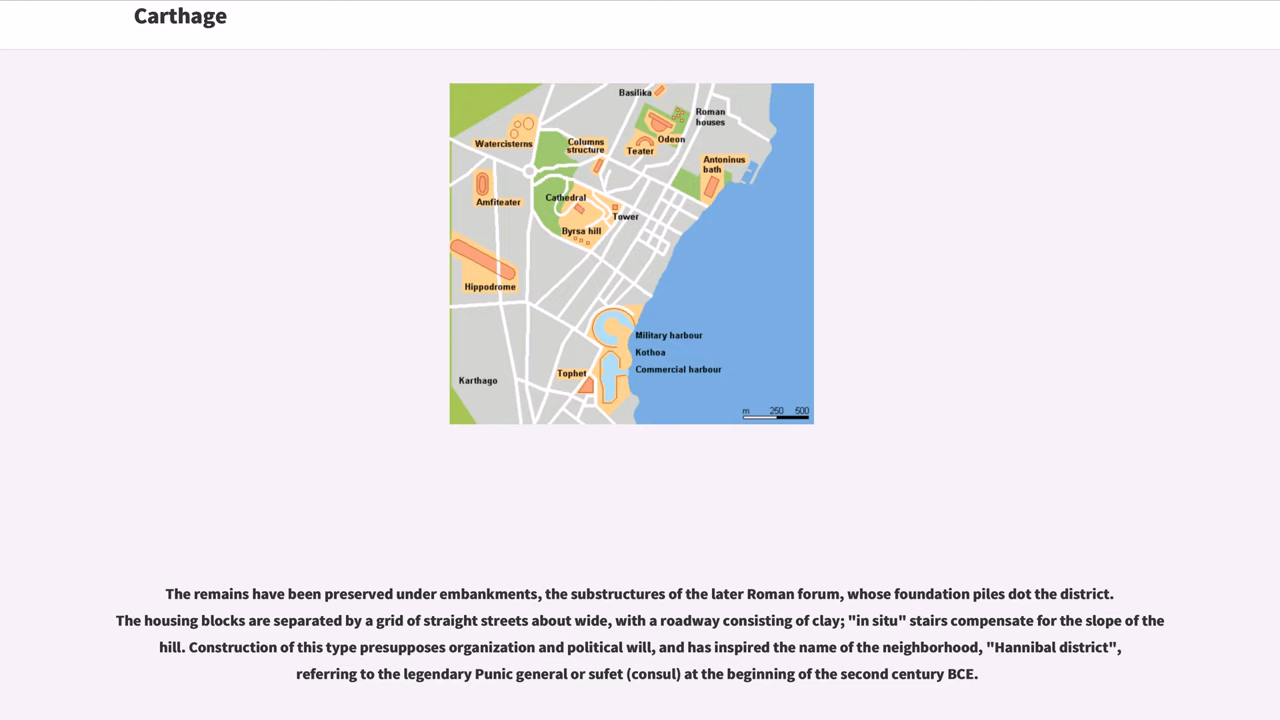 Carthage
Basilika
Roman
houses
Odeon
Teater
Columns
structure
Watercisterns
Antoninus
bath
Amfiteater
Cathedral
Tower
Byrsa hill
Hippodrome
Military harbour
Kothoa
Commercial harbour
Tophet
Karthago
m 250 500
The remains have been preserved under embankments, the substructures of the later Roman forum, whose foundation piles dot the district.
The housing blocks are separated by a grid of straight streets about wide, with a roadway consisting of clay; "in situ" stairs compensate for the slope of the
hill. Construction of this type presupposes organization and political will, and has inspired the name of the neighborhood, "Hannibal district",
referring to the legendary Punic general or sufet (consul) at the beginning of the second century BCE.